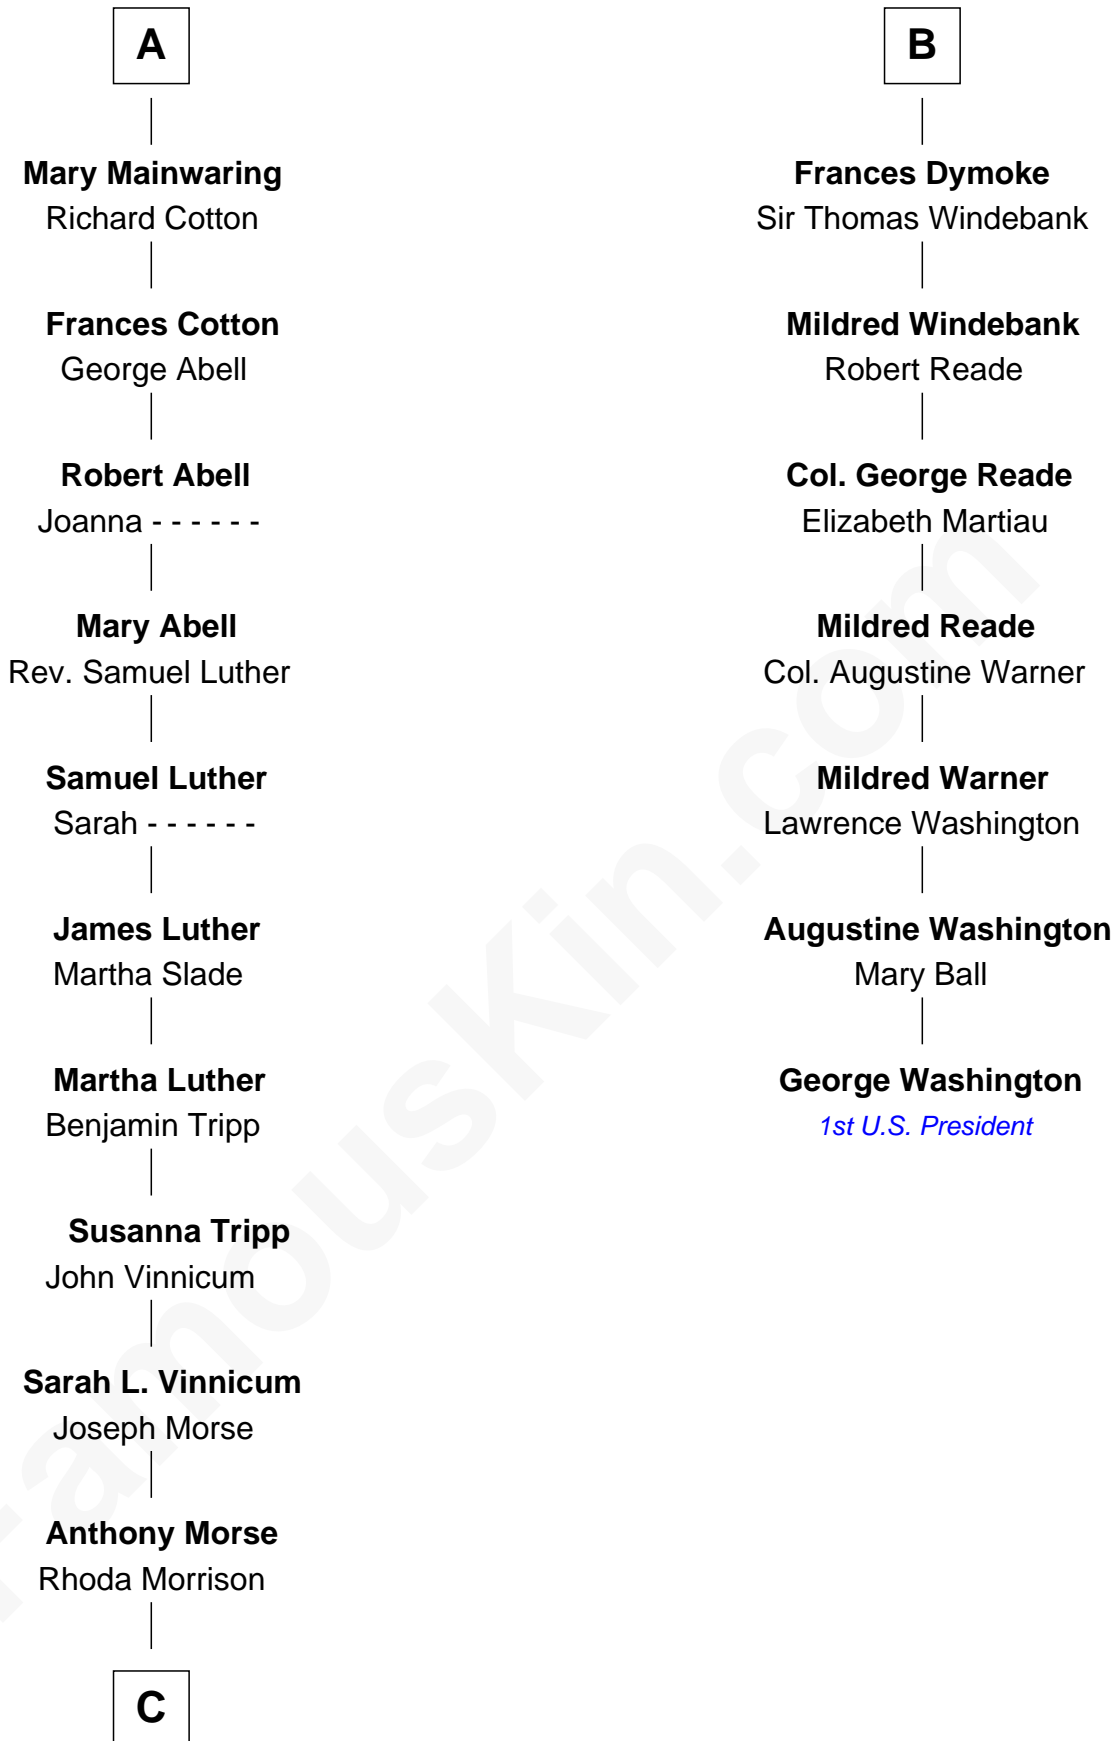 A
Mary Mainwaring
Richard Cotton
Frances Cotton
George Abell
Robert Abell
Joanna - - - - - -
Mary Abell
Rev. Samuel Luther
Samuel Luther
Sarah - - - - - -
James Luther
Martha Slade
Martha Luther
Benjamin Tripp
Susanna Tripp
John Vinnicum
Sarah L. Vinnicum
Joseph Morse
Anthony Morse
Rhoda Morrison
C
B
Frances Dymoke
Sir Thomas Windebank
Mildred Windebank
Robert Reade
Col. George Reade
Elizabeth Martiau
Mildred Reade
Col. Augustine Warner
Mildred Warner
Lawrence Washington
Augustine Washington
Mary Ball
George Washington
1st U.S. President
FamousKin.com